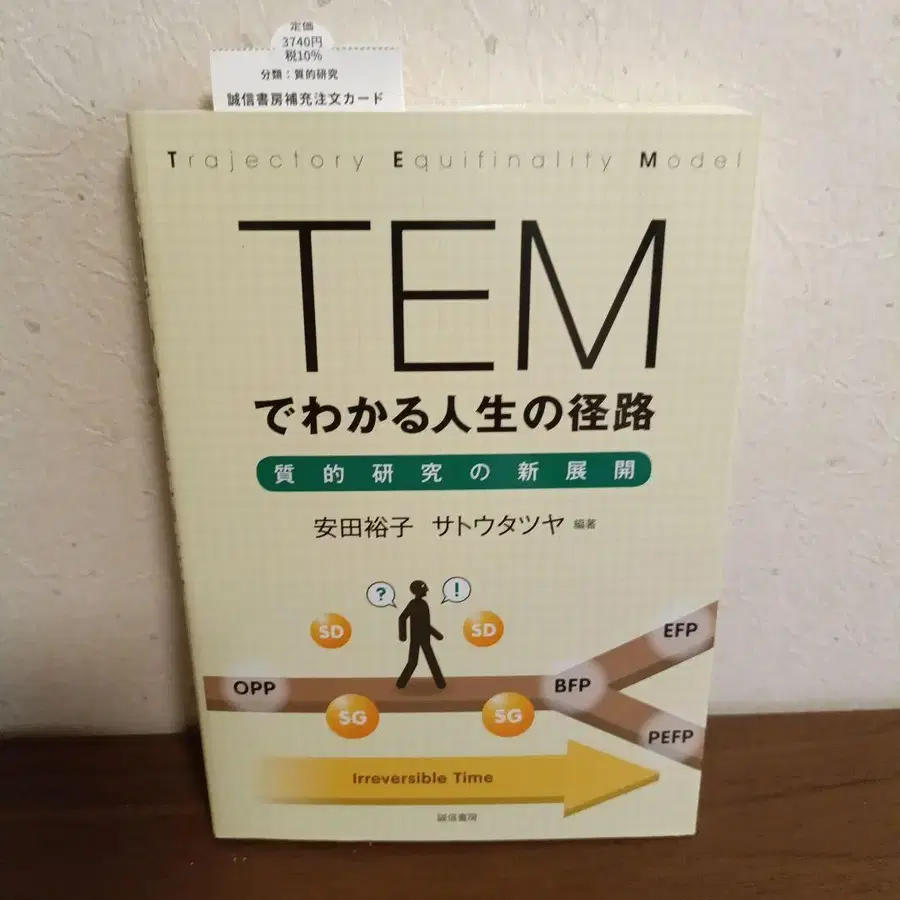 定価
3740円
税10%
分類：質的研究
誠信書房補充注文カード
Trajectory Equifinality Model
TEM
でわかる人生の径路
質的研究の新展開
安田裕子 サトウタツヤ 編著
? !
SD SD
EFP
OPP BFP
SG SG
PEFP
Irreversible Time
誠信書房